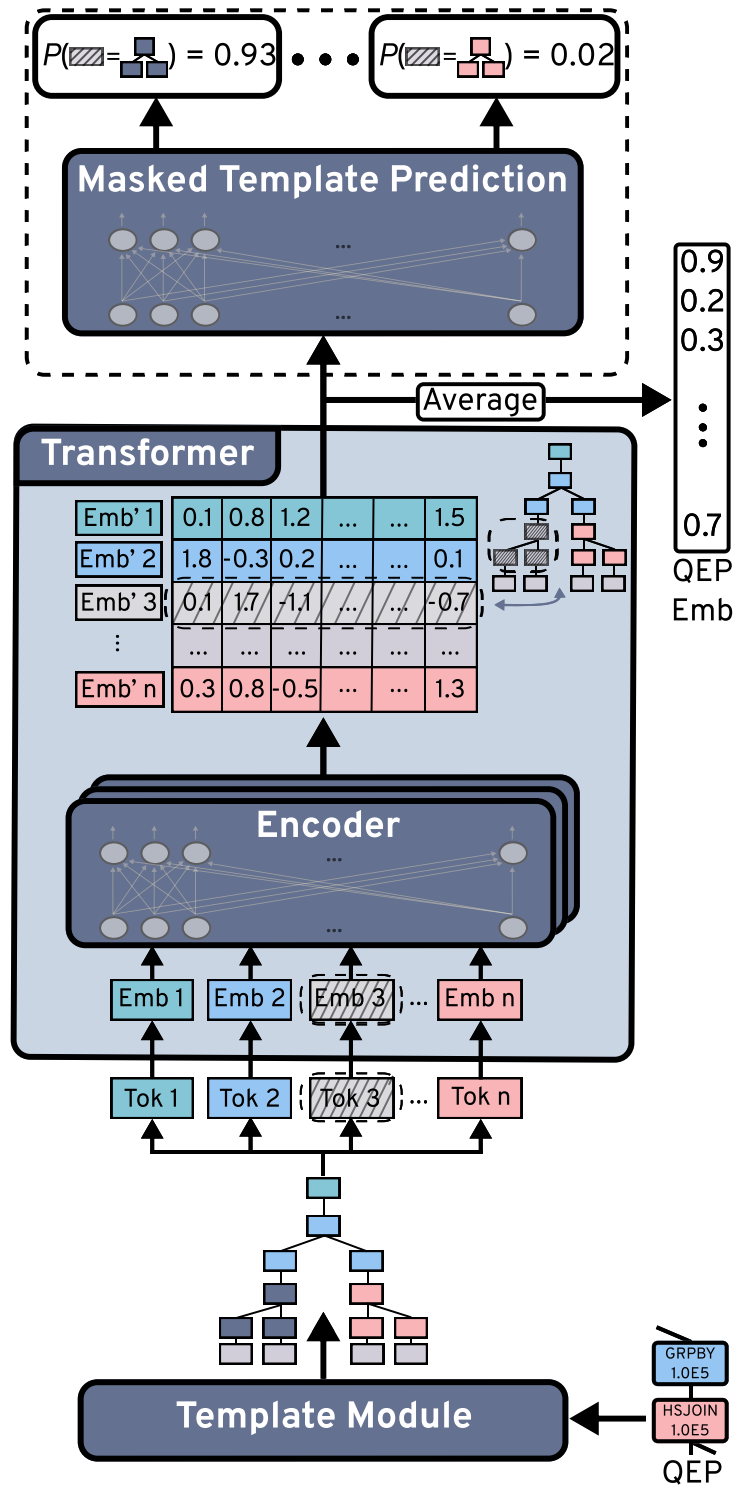 P( = ) = 0.93 ● ● ● P( = ) = 0.02
Masked Template Prediction
...
...
0.9
0.2
0.3
⋮
0.7
QEP
Emb
Average
Transformer
Emb' 1 0.1 0.8 1.2 ... ... 1.5
Emb' 2 1.8 -0.3 0.2 ... ... 0.1
Emb' 3 0.1 1.7 -1.1 ... ... -0.7
⋮ ... ... ... ... ... ...
Emb' n 0.3 0.8 -0.5 ... ... 1.3
Encoder
...
...
Emb 1 Emb 2 Emb 3 ... Emb n
Tok 1 Tok 2 Tok 3 ... Tok n
Template Module
GRPBY
1.0E5
HSJOIN
1.0E5
QEP